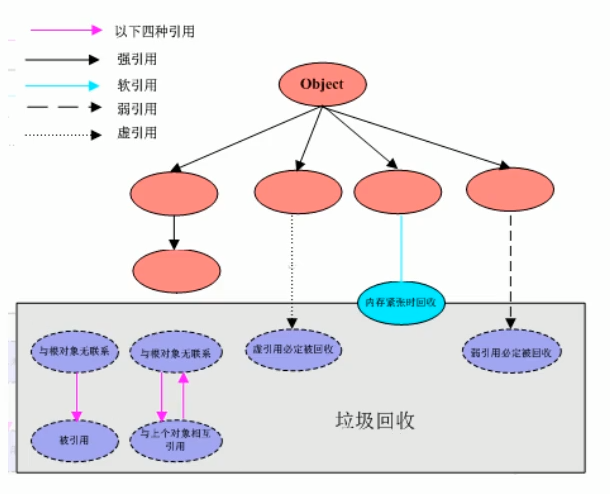 以下四种引用
强引用
软引用
弱引用
虚引用
Object
内存紧张时回收
与根对象无联系
与根对象无联系
虚引用必定被回收
弱引用必定被回收
被引用
与上个对象相互
引用
垃圾回收